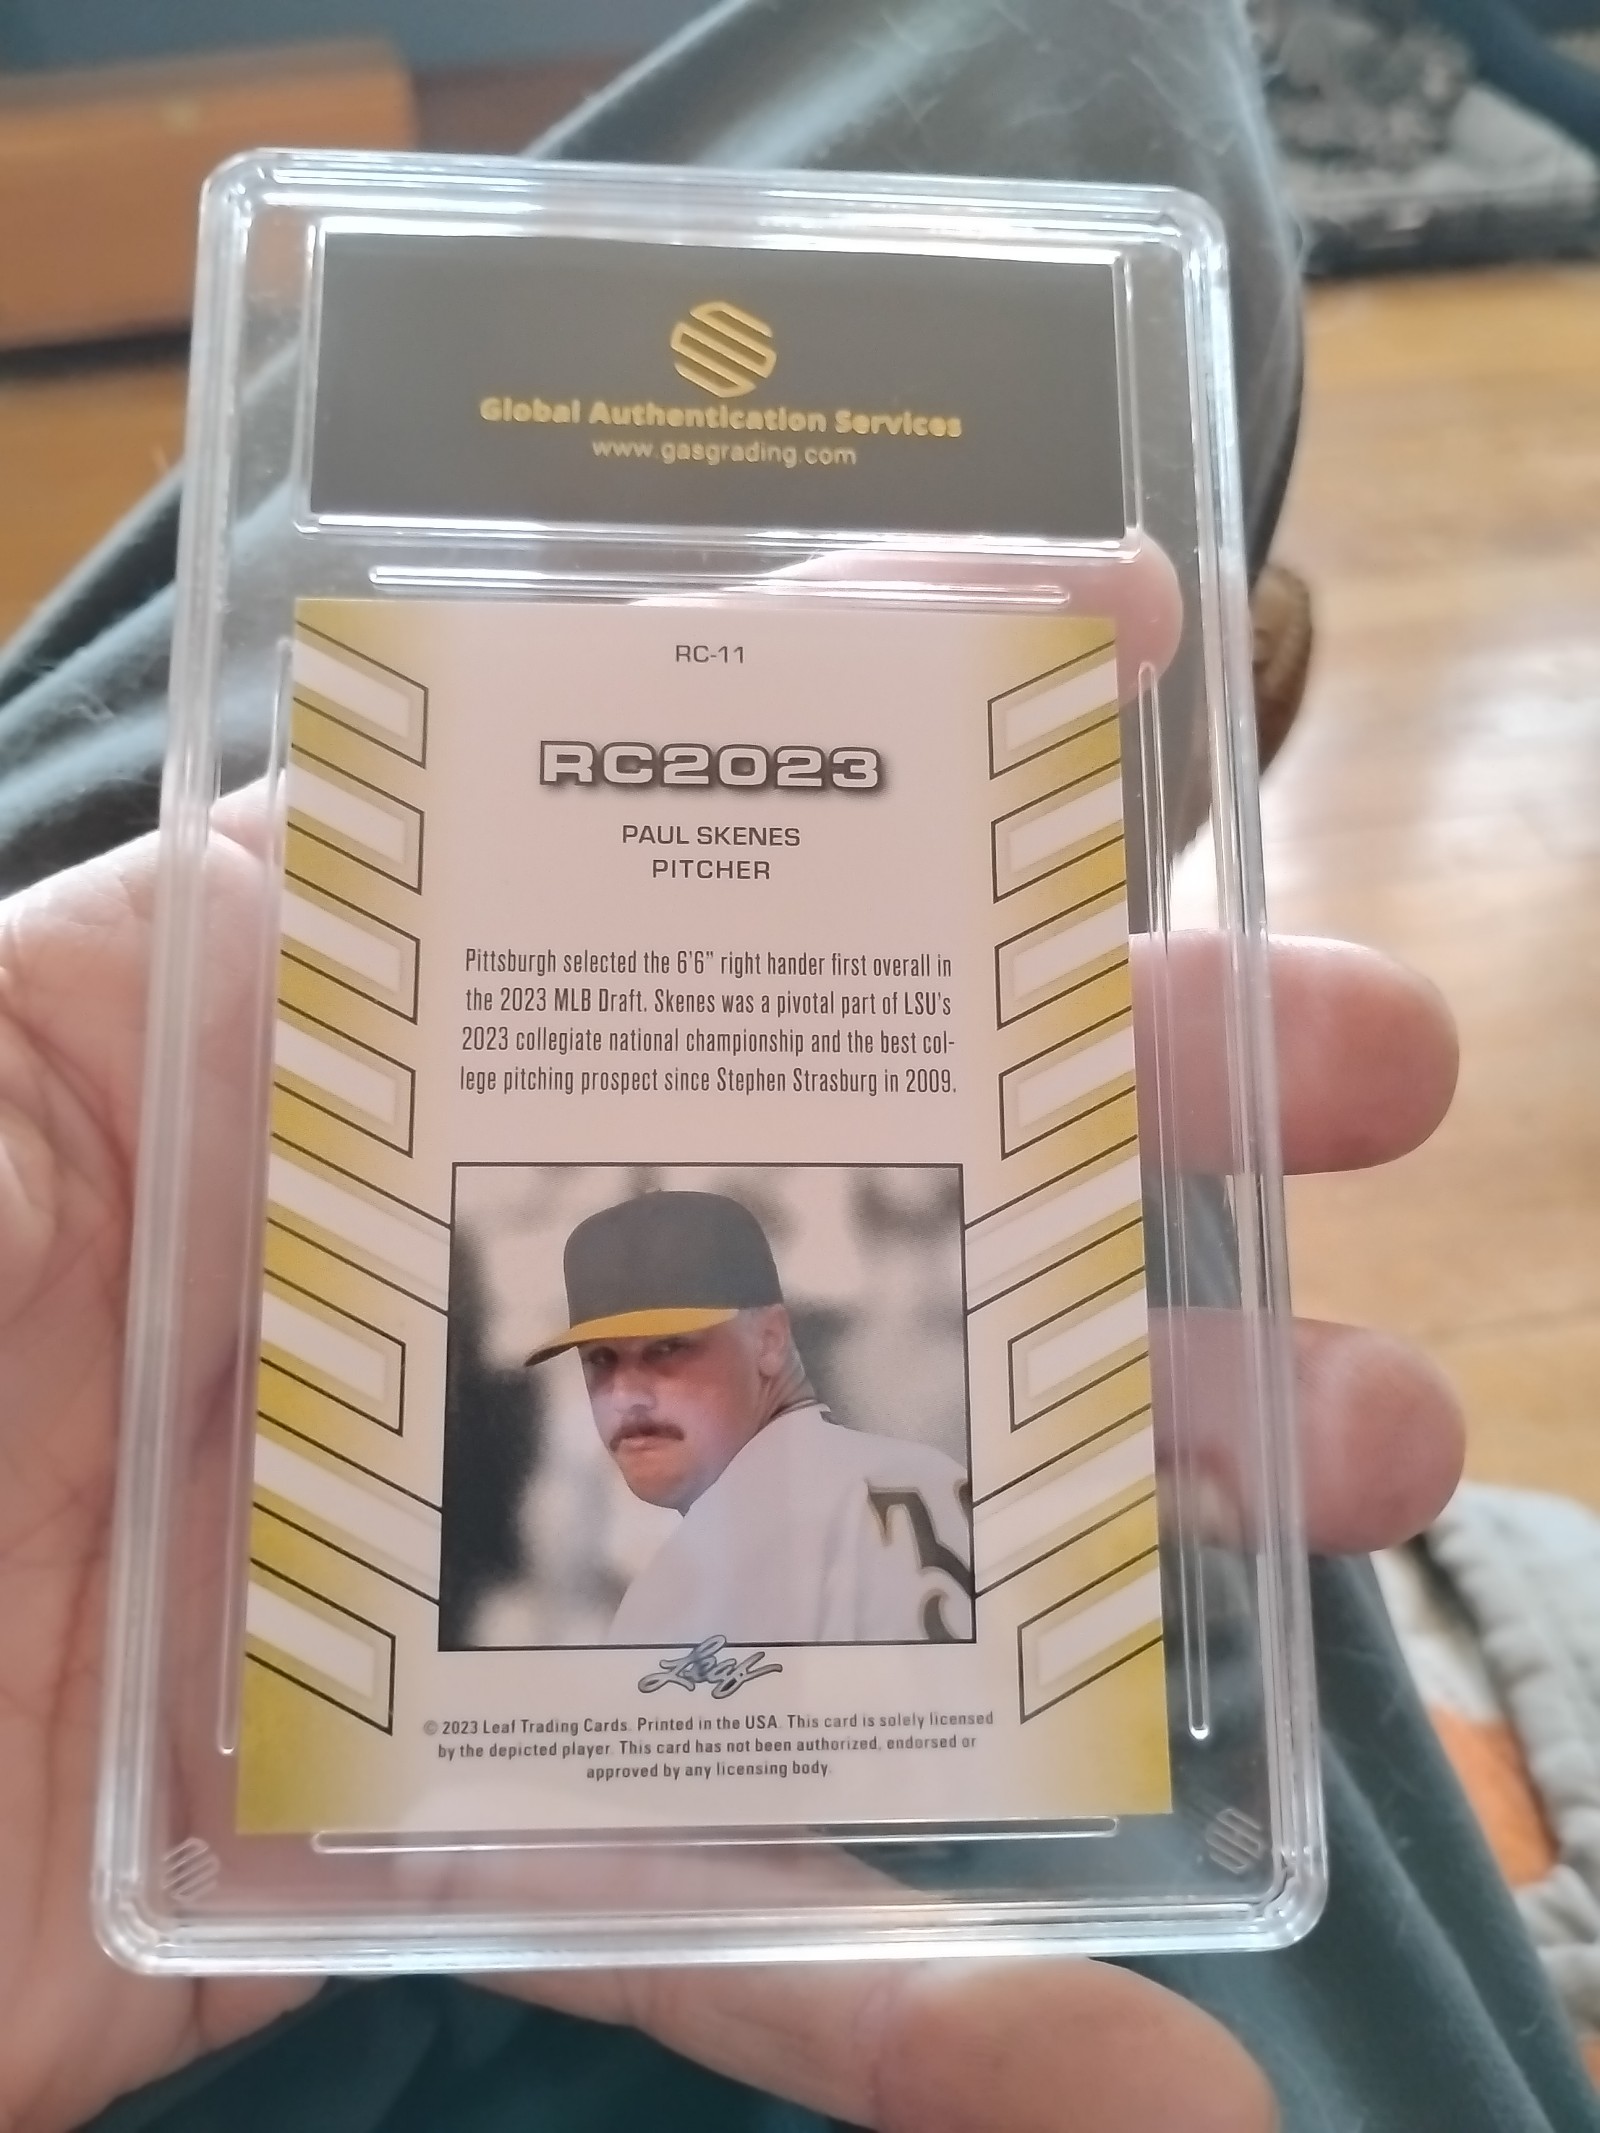 Global Authentication Services
www.gasgrading.com
RC-11
RC2023
PAUL SKENES
PITCHER
Pittsburgh selected the 6'6" right hander first overall in
the 2023 MLB Draft. Skenes was a pivotal part of LSU's
2023 collegiate national championship and the best col-
lege pitching prospect since Stephen Strasburg in 2009.
Leaf
© 2023 Leaf Trading Cards. Printed in the USA. This card is solely licensed
by the depicted player. This card has not been authorized, endorsed or
approved by any licensing body.